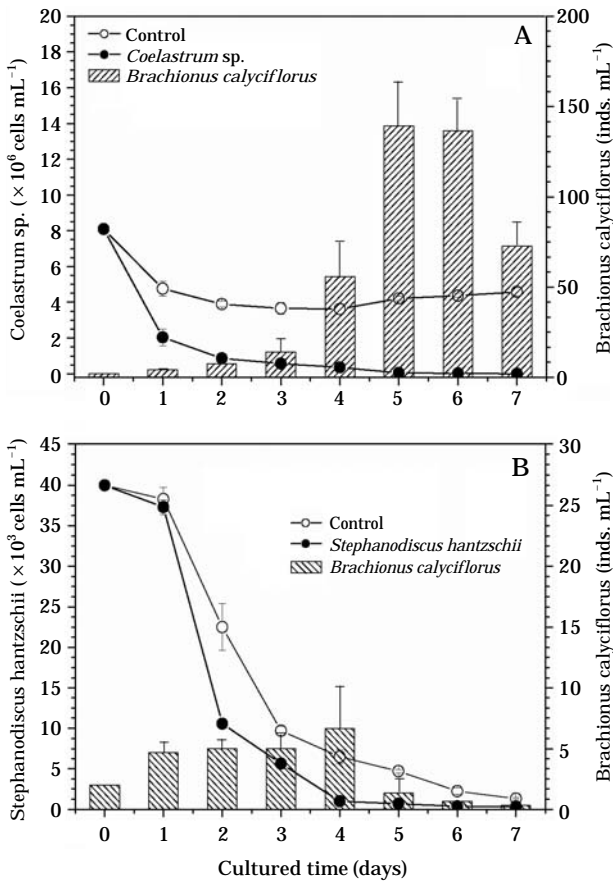 Control
Coelastrum sp.
Brachionus calyciflorus
A
20
18
16
14
12
10
8
6
4
2
0
Coelastrum sp. (×10⁶ cells mL⁻¹)
200
150
100
50
0
Brachionus calyciflorus (inds. mL⁻¹)
0 1 2 3 4 5 6 7
B
Control
Stephanodiscus hantzschii
Brachionus calyciflorus
45
40
35
30
25
20
15
10
5
0
Stephanodiscus hantzschii (×10³ cells mL⁻¹)
30
25
20
15
10
5
0
Brachionus calyciflorus (inds. mL⁻¹)
0 1 2 3 4 5 6 7
Cultured time (days)